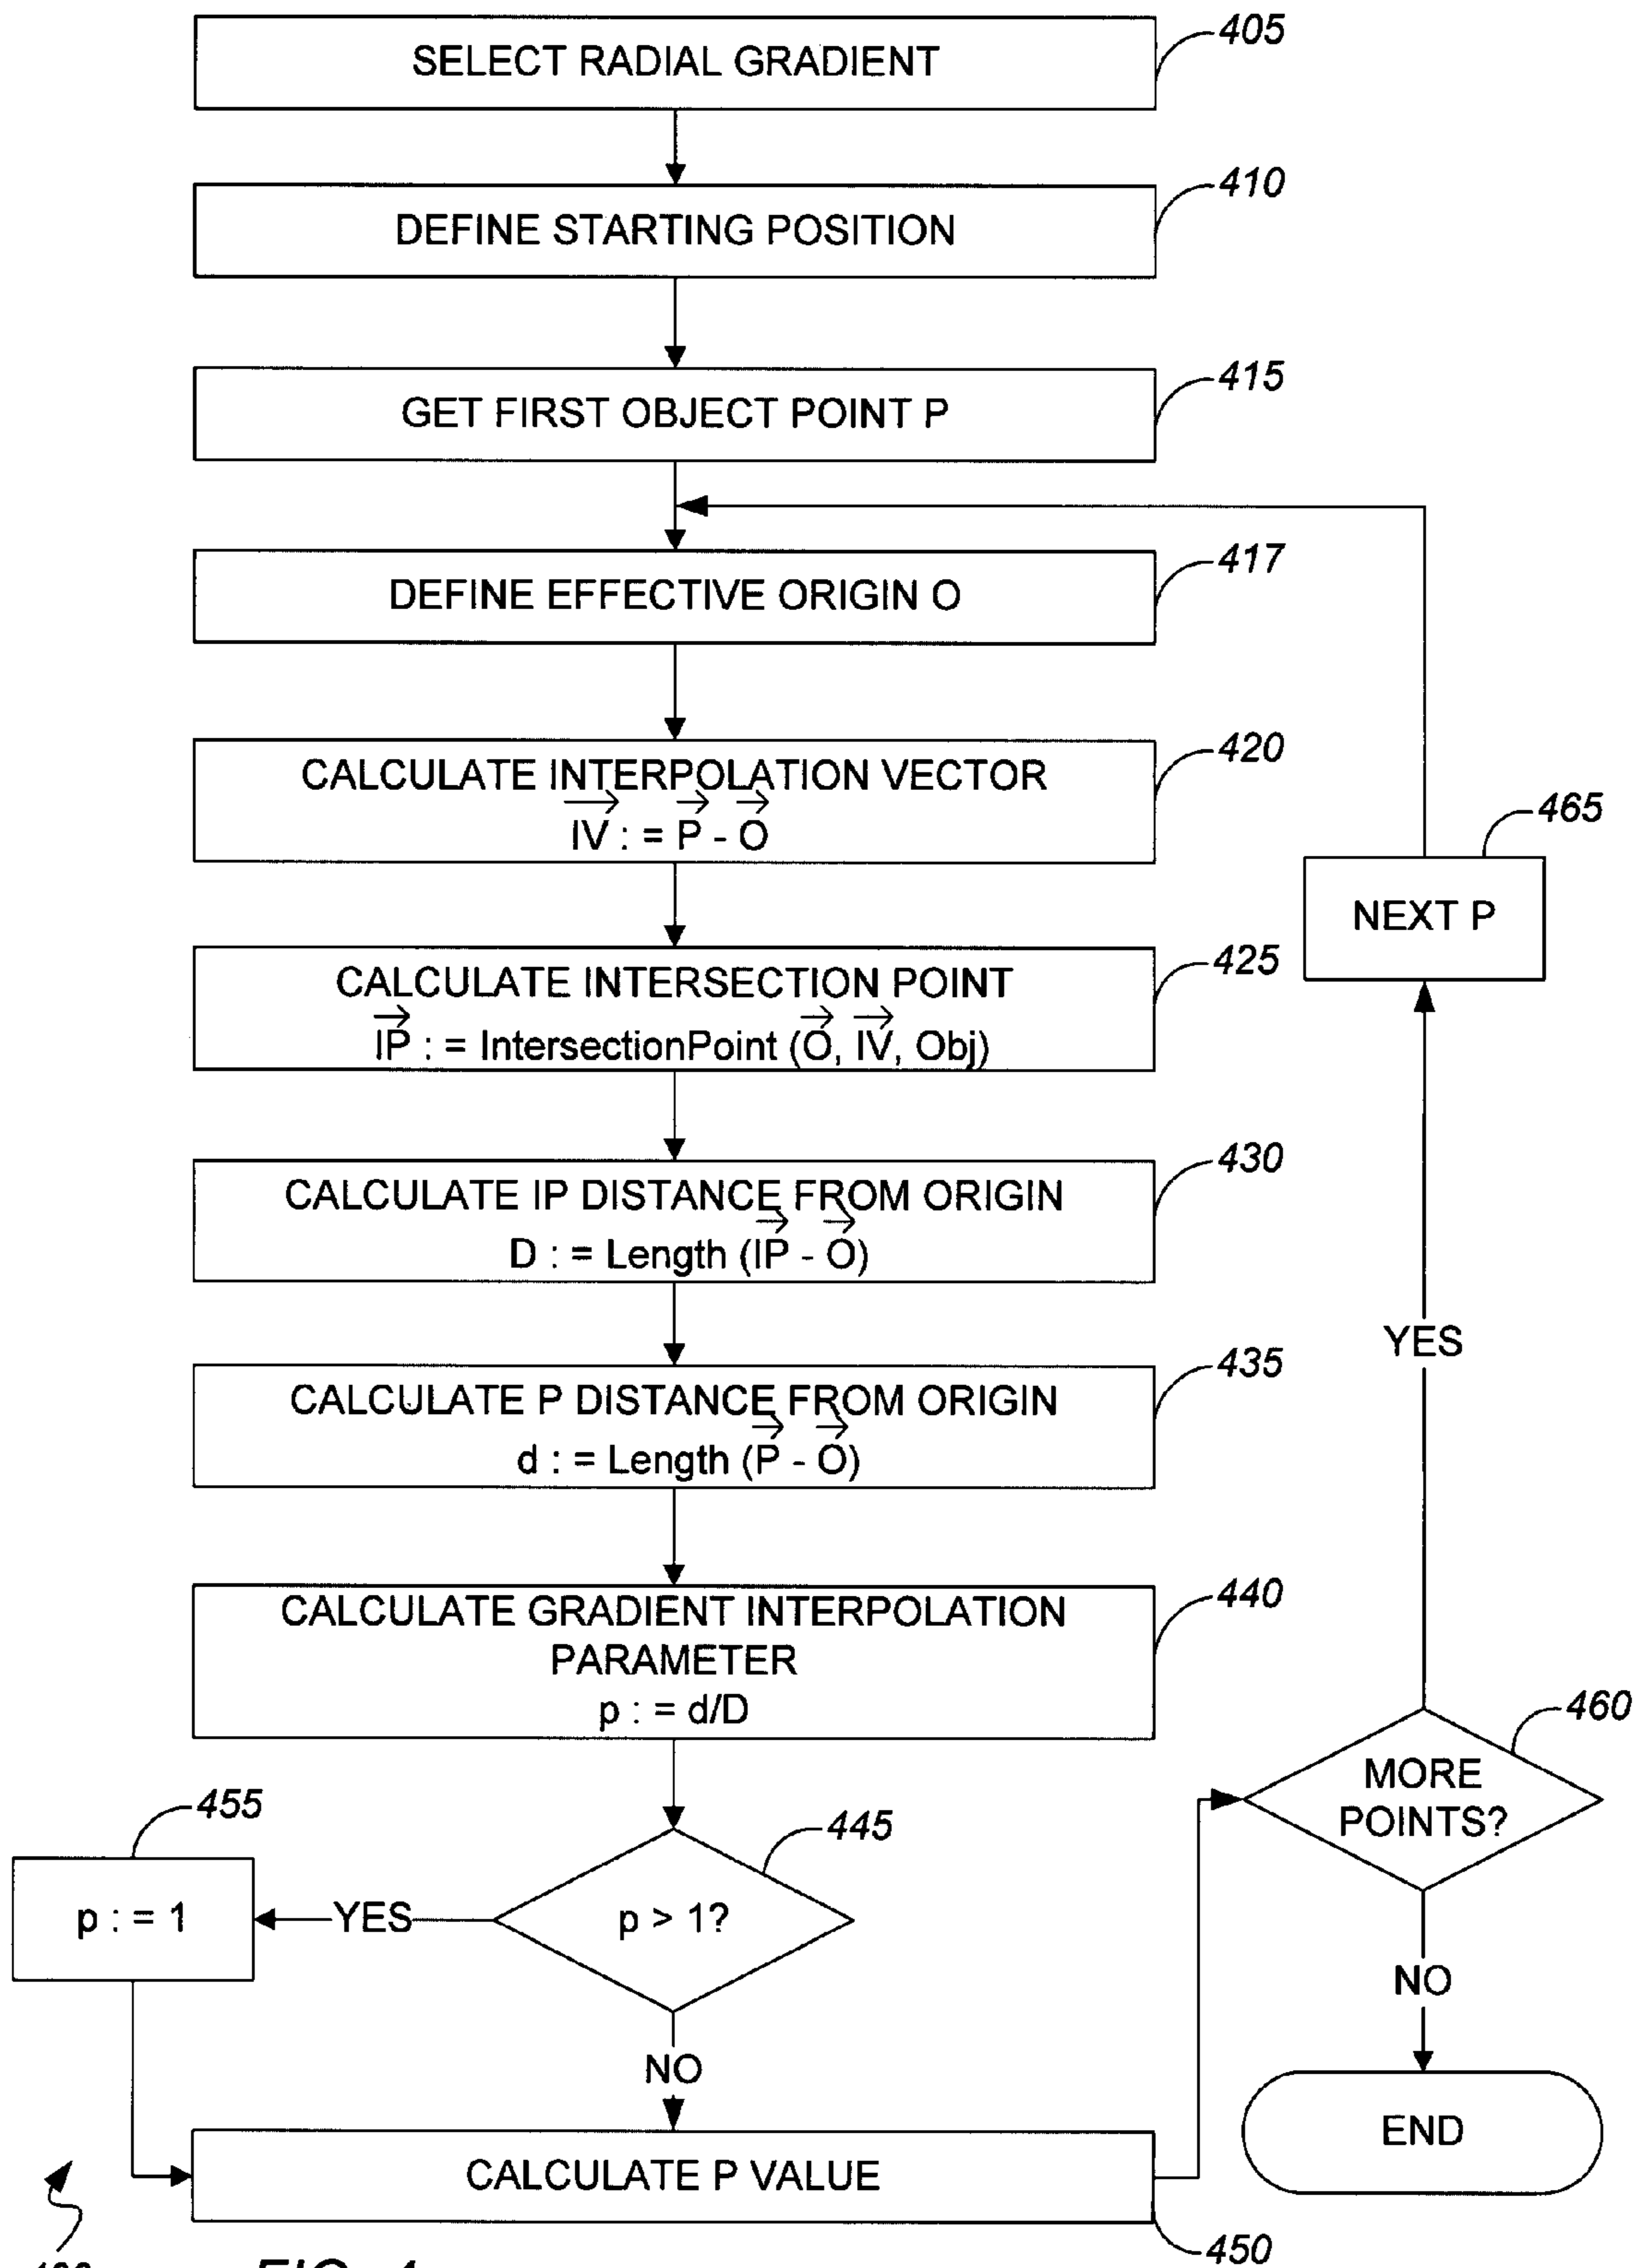 SELECT RADIAL GRADIENT
405
DEFINE STARTING POSITION
410
GET FIRST OBJECT POINT P
415
DEFINE EFFECTIVE ORIGIN O
417
CALCULATE INTERPOLATION VECTOR
IV : = P - O
420
CALCULATE INTERSECTION POINT
IP : = IntersectionPoint (O, IV, Obj)
425
CALCULATE IP DISTANCE FROM ORIGIN
D : = Length (IP - O)
430
CALCULATE P DISTANCE FROM ORIGIN
d : = Length (P - O)
435
CALCULATE GRADIENT INTERPOLATION
PARAMETER
p : = d/D
440
p > 1?
445
YES
p : = 1
455
NO
CALCULATE P VALUE
450
MORE
POINTS?
460
YES
NEXT P
465
NO
END